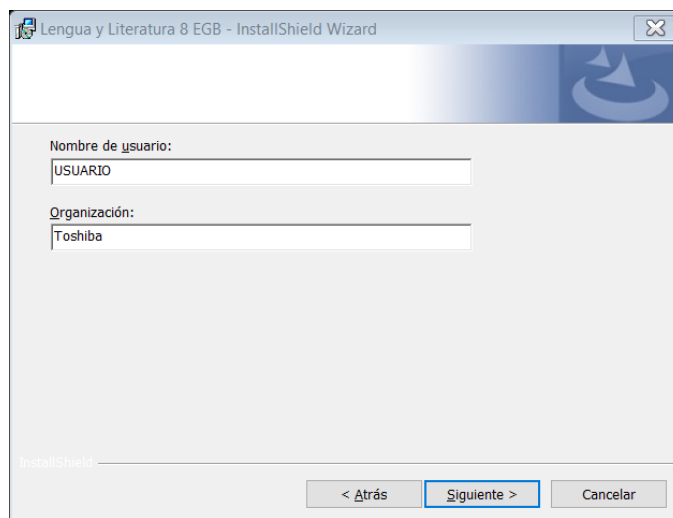 Lengua y Literatura 8 EGB - InstallShield Wizard
Nombre de usuario:
USUARIO
Organización:
Toshiba
InstallShield
< Atrás
Siguiente >
Cancelar